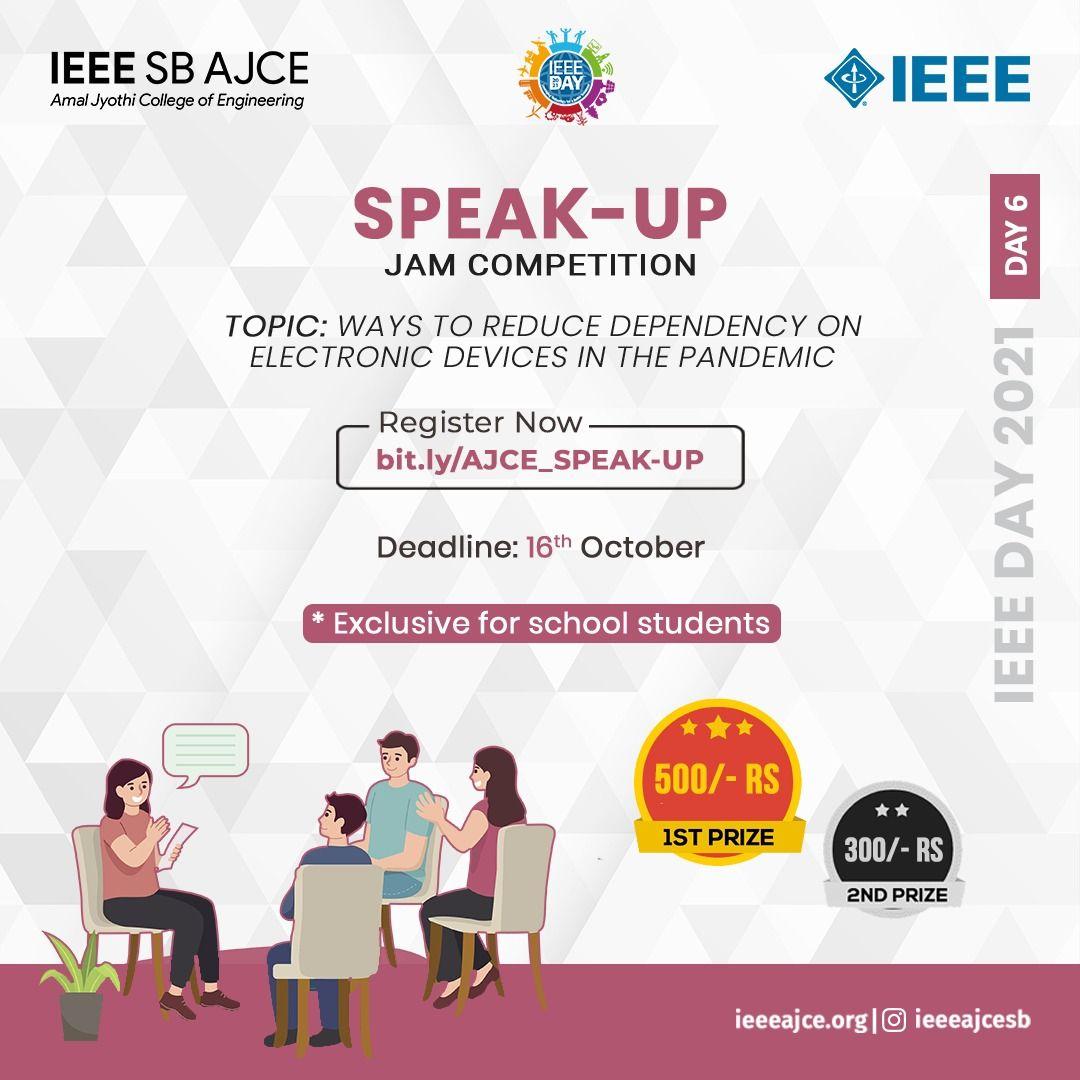 IEEE SB AJCE
Amal Jyothi College of Engineering
IEEE
DAY
IEEE
SPEAK-UP
JAM COMPETITION
TOPIC: WAYS TO REDUCE DEPENDENCY ON
ELECTRONIC DEVICES IN THE PANDEMIC
Register Now
bit.ly/AJCE_SPEAK-UP
Deadline: 16th October
* Exclusive for school students
DAY 6
IEEE DAY 2021
500/- RS
1ST PRIZE
300/- RS
2ND PRIZE
ieeeajce.org| ieeeajcesb